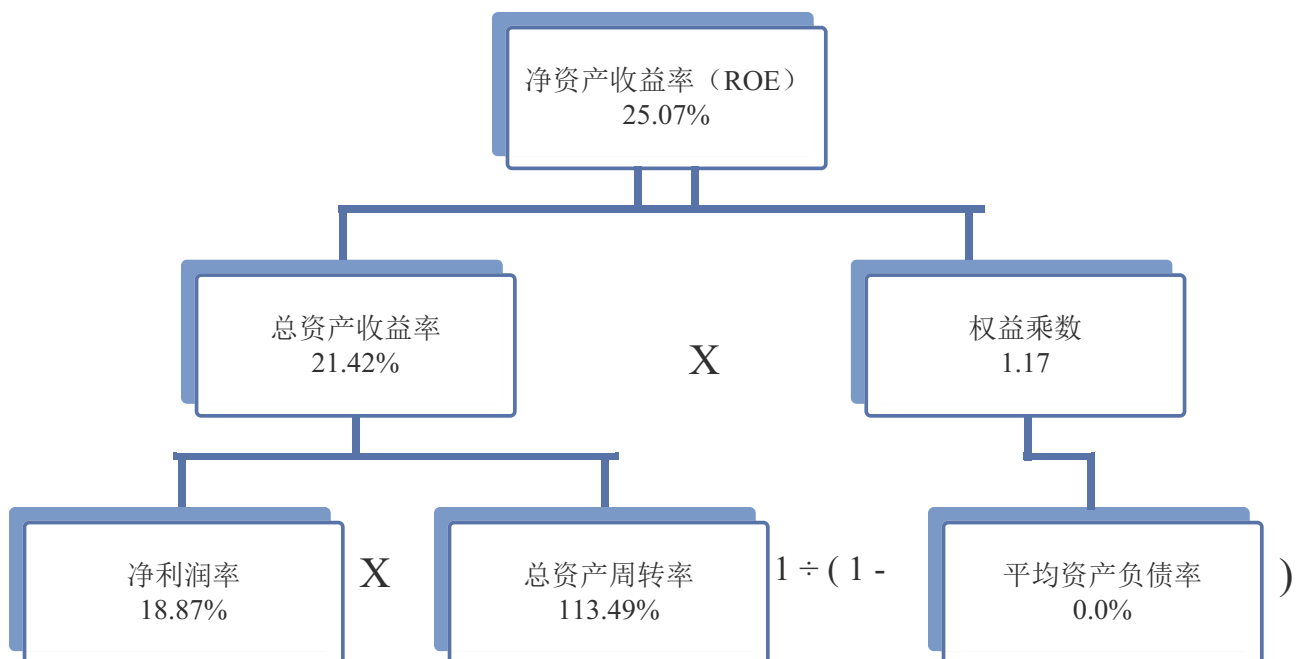 净资产收益率（ROE）
25.07%
总资产收益率
21.42%
X
权益乘数
1.17
净利润率
18.87%
X
总资产周转率
113.49%
1 ÷ ( 1 -
平均资产负债率
0.0%
)